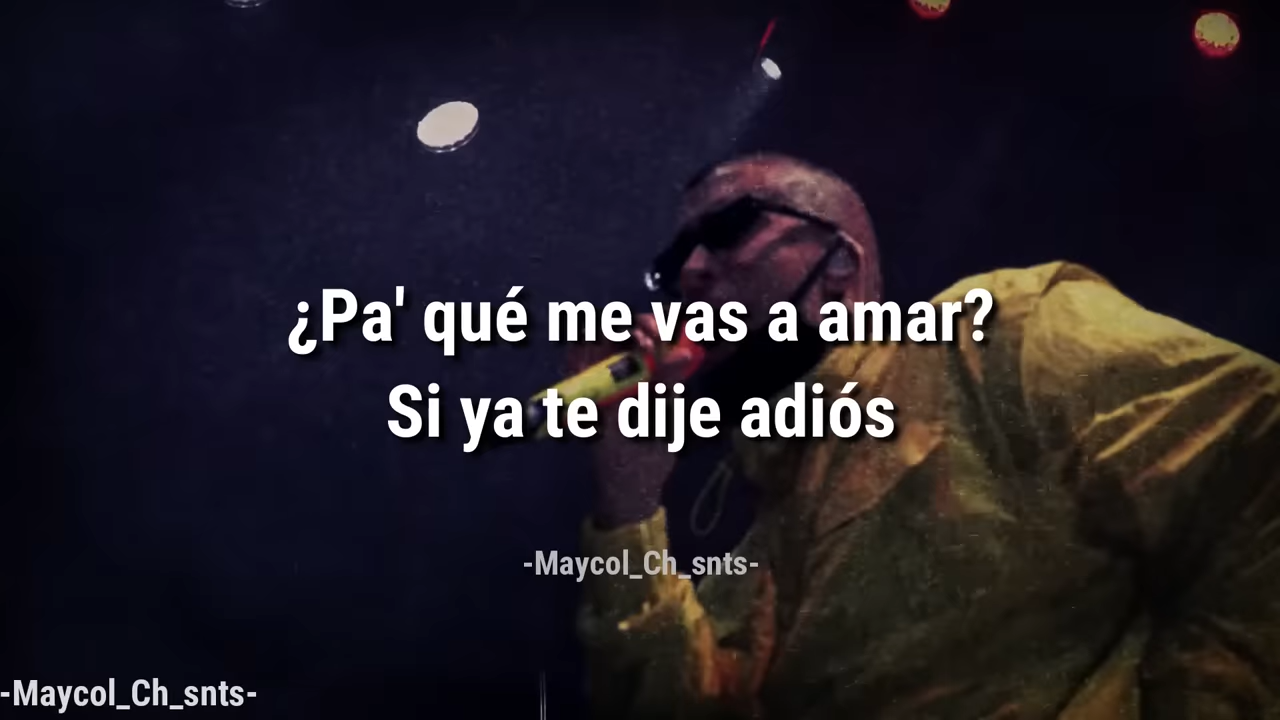 ¿Pa' qué me vas a amar?
Si ya te dije adiós
-Maycol_Ch_snts-
-Maycol_Ch_snts-